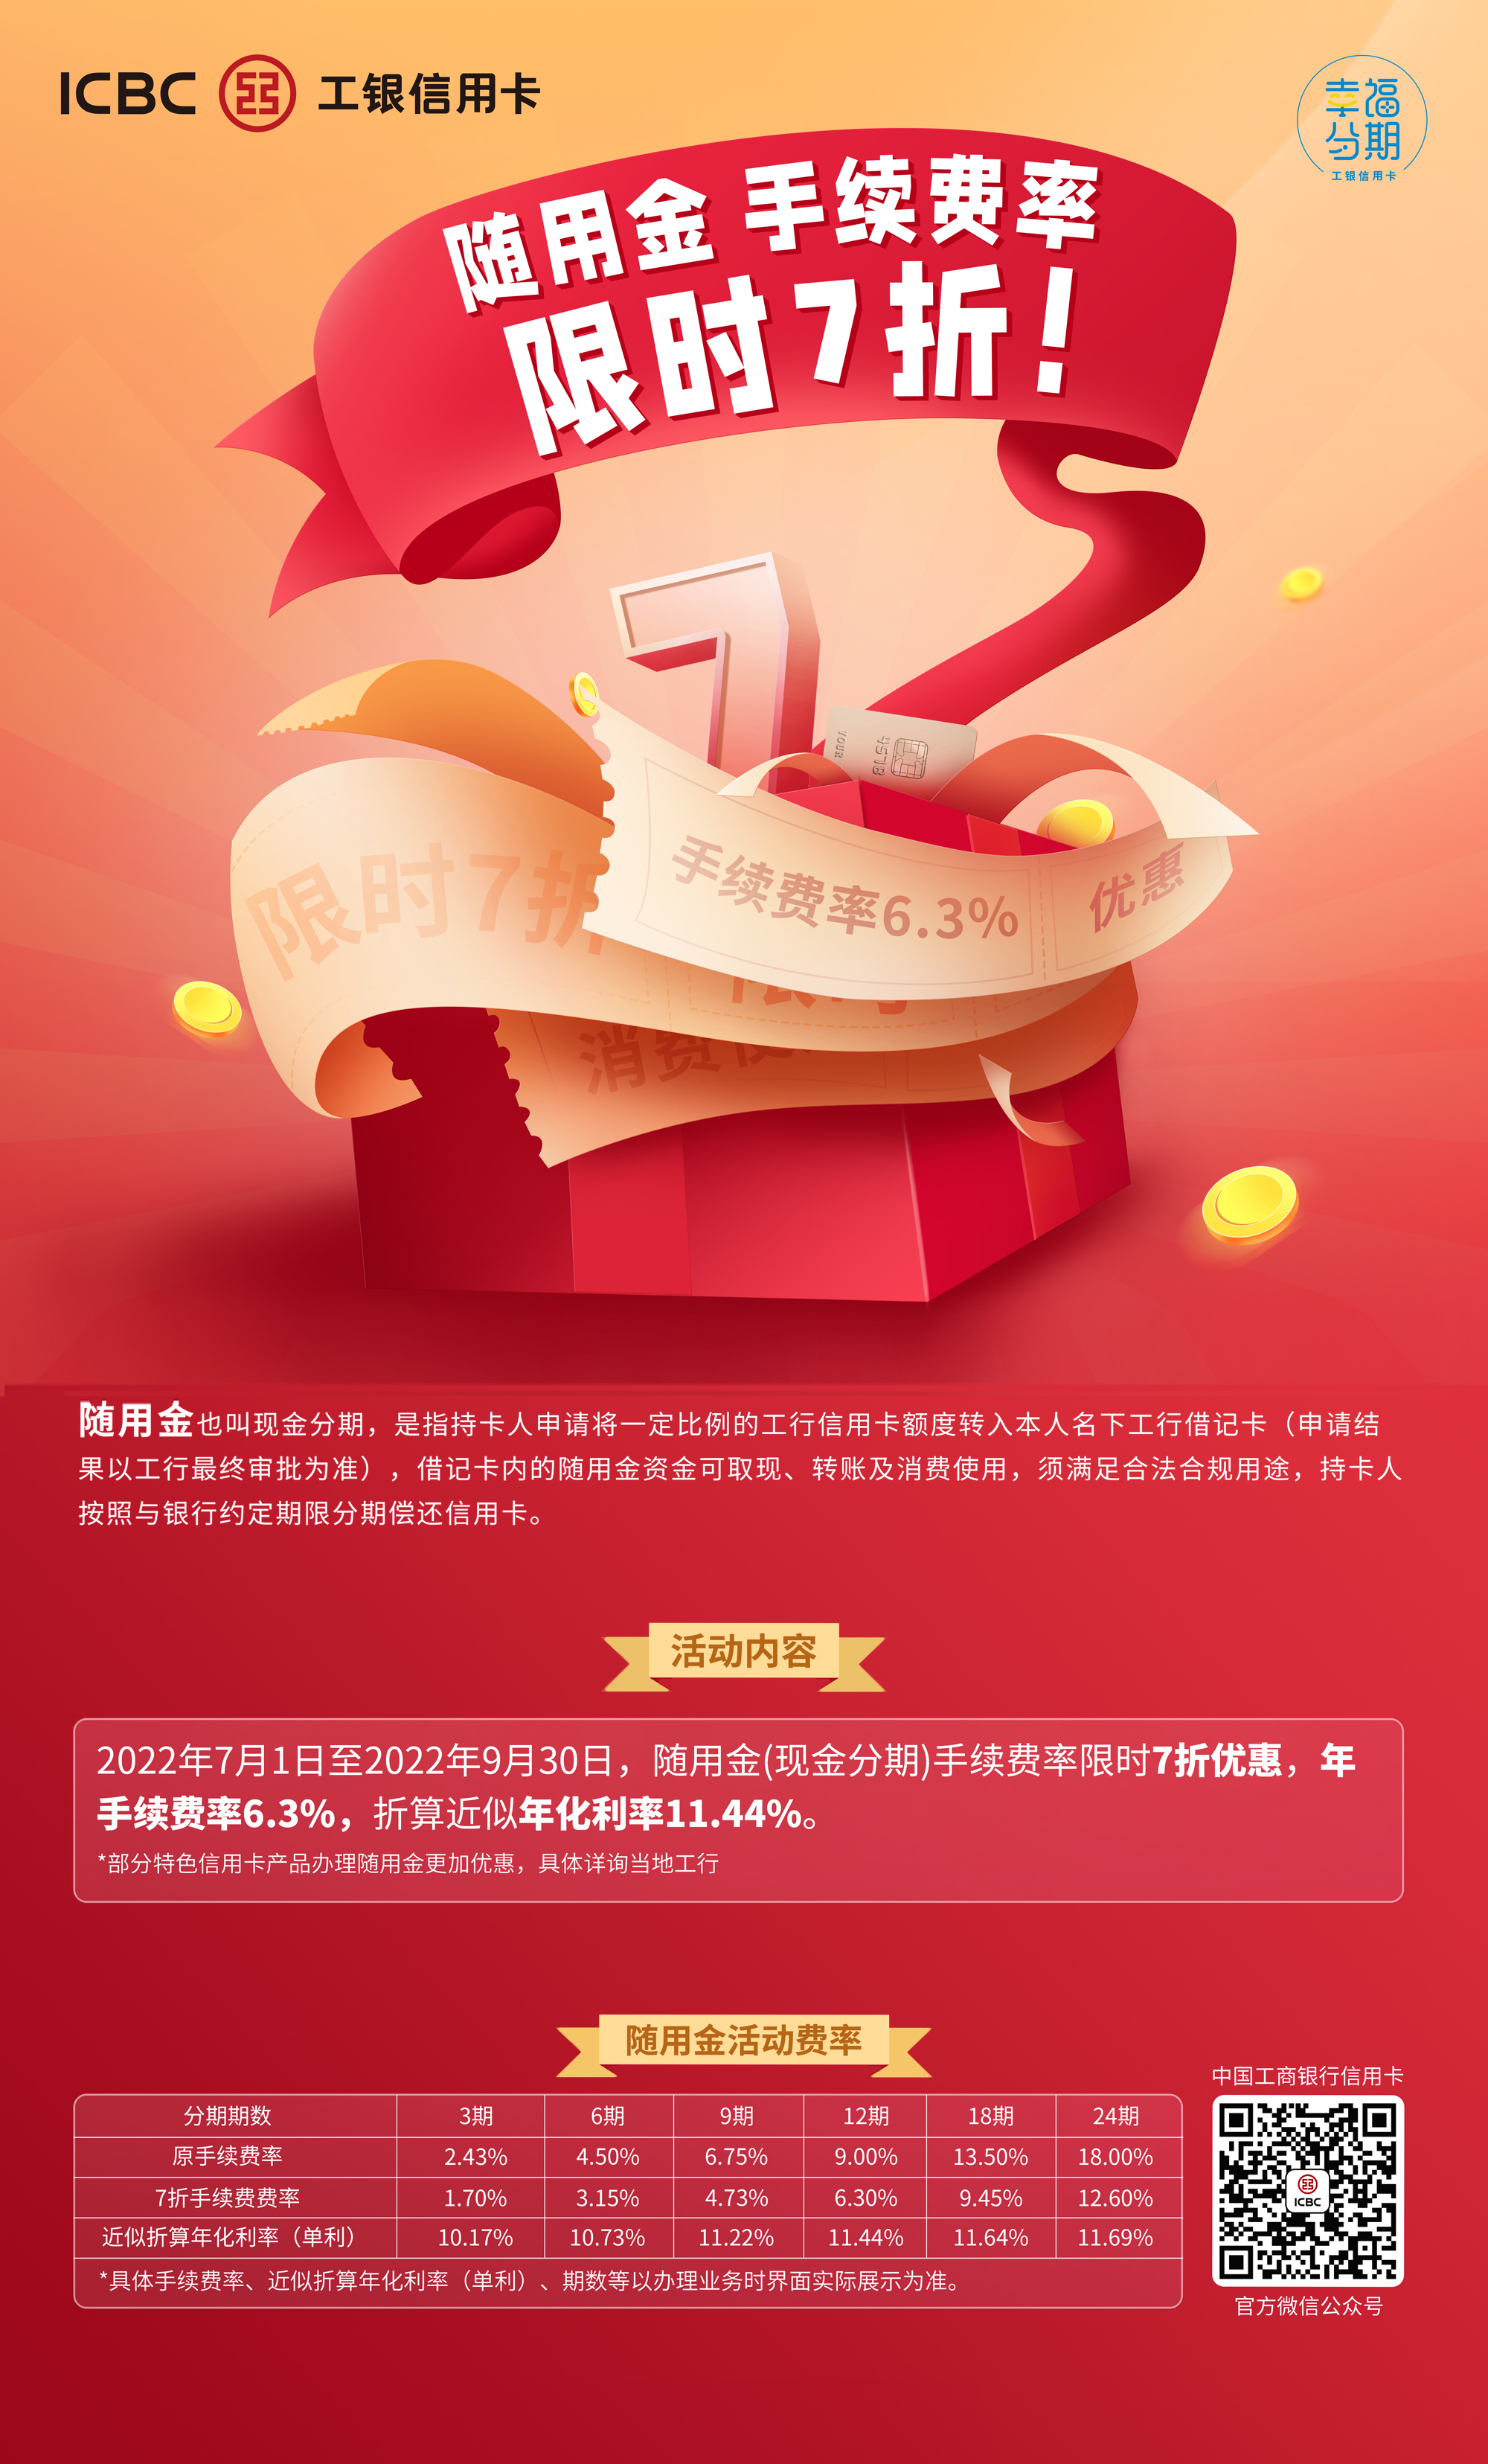 ICBC 工银信用卡
幸福
分期
工银信用卡
随用金 手续费率
限时7折!
YOUR
4578
限时7折
手续费率6.3%
优惠
随用金也叫现金分期，是指持卡人申请将一定比例的工行信用卡额度转入本人名下工行借记卡（申请结
果以工行最终审批为准），借记卡内的随用金资金可取现、转账及消费使用，须满足合法合规用途，持卡人
按照与银行约定期限分期偿还信用卡。
活动内容
2022年7月1日至2022年9月30日，随用金(现金分期)手续费率限时7折优惠，年
手续费率6.3%，折算近似年化利率11.44%。
*部分特色信用卡产品办理随用金更加优惠，具体详询当地工行
随用金活动费率
分期期数 3期 6期 9期 12期 18期 24期
原手续费率 2.43% 4.50% 6.75% 9.00% 13.50% 18.00%
7折手续费费率 1.70% 3.15% 4.73% 6.30% 9.45% 12.60%
近似折算年化利率（单利） 10.17% 10.73% 11.22% 11.44% 11.64% 11.69%
*具体手续费率、近似折算年化利率（单利）、期数等以办理业务时界面实际展示为准。
中国工商银行信用卡
ICBC
官方微信公众号